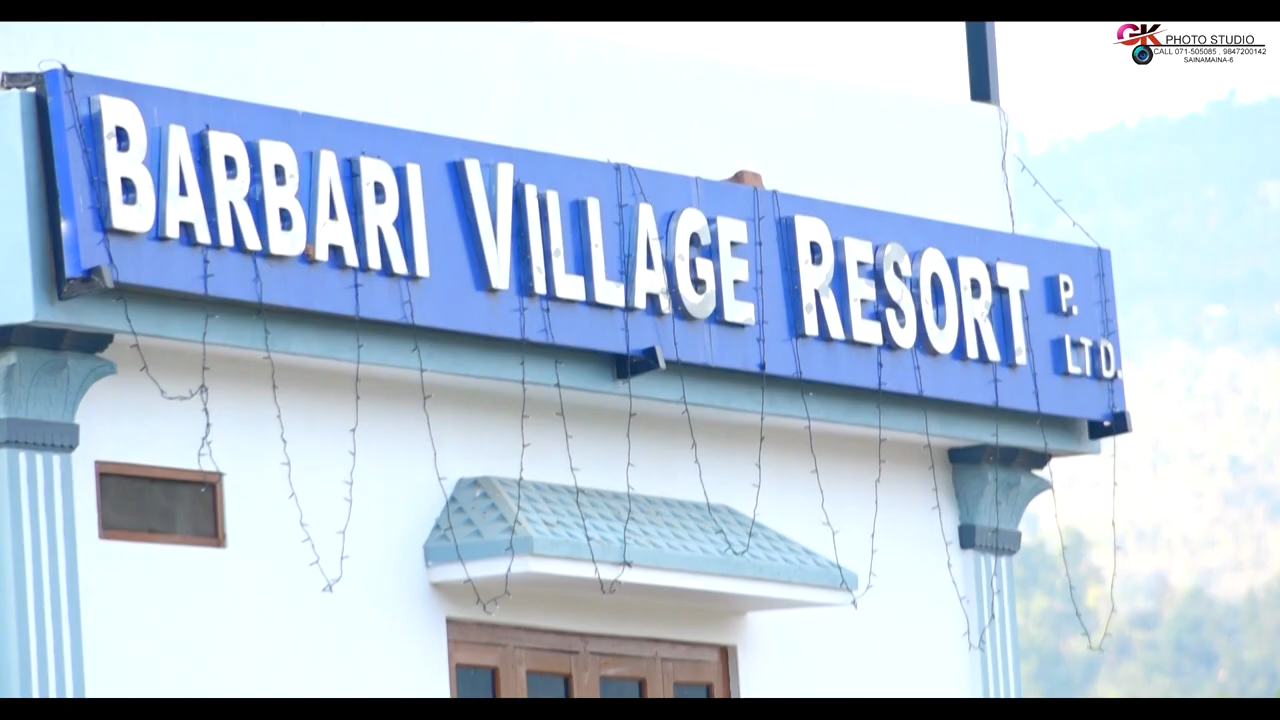 BARBARI VILLAGE RESORT P. LTD.
GK PHOTO STUDIO
CALL 071-505085 , 9847200142
SAINAMAINA-6